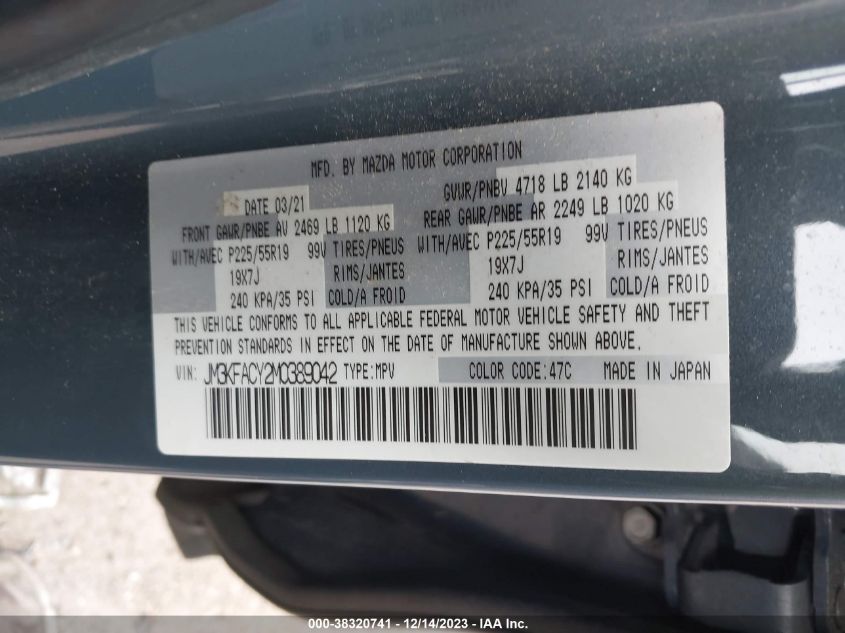 MFD. BY MAZDA MOTOR CORPORATION
DATE 03/21
GVWR/PNBV 4718 LB 2140 KG
FRONT GAWR/PNBE AV 2469 LB 1120 KG
REAR GAWR/PNBE AR 2249 LB 1020 KG
WITH/AVEC P225/55R19 99V TIRES/PNEUS
WITH/AVEC P225/55R19 99V TIRES/PNEUS
19X7J RIMS/JANTES
19X7J RIMS/JANTES
240 KPA/35 PSI COLD/A FROID
240 KPA/35 PSI COLD/A FROID
THIS VEHICLE CONFORMS TO ALL APPLICABLE FEDERAL MOTOR VEHICLE SAFETY AND THEFT
PREVENTION STANDARDS IN EFFECT ON THE DATE OF MANUFACTURE SHOWN ABOVE.
VIN: JM3KFACY2M0389042 TYPE:MPV COLOR CODE:47C MADE IN JAPAN
000-38320741 - 12/14/2023 - IAA Inc.